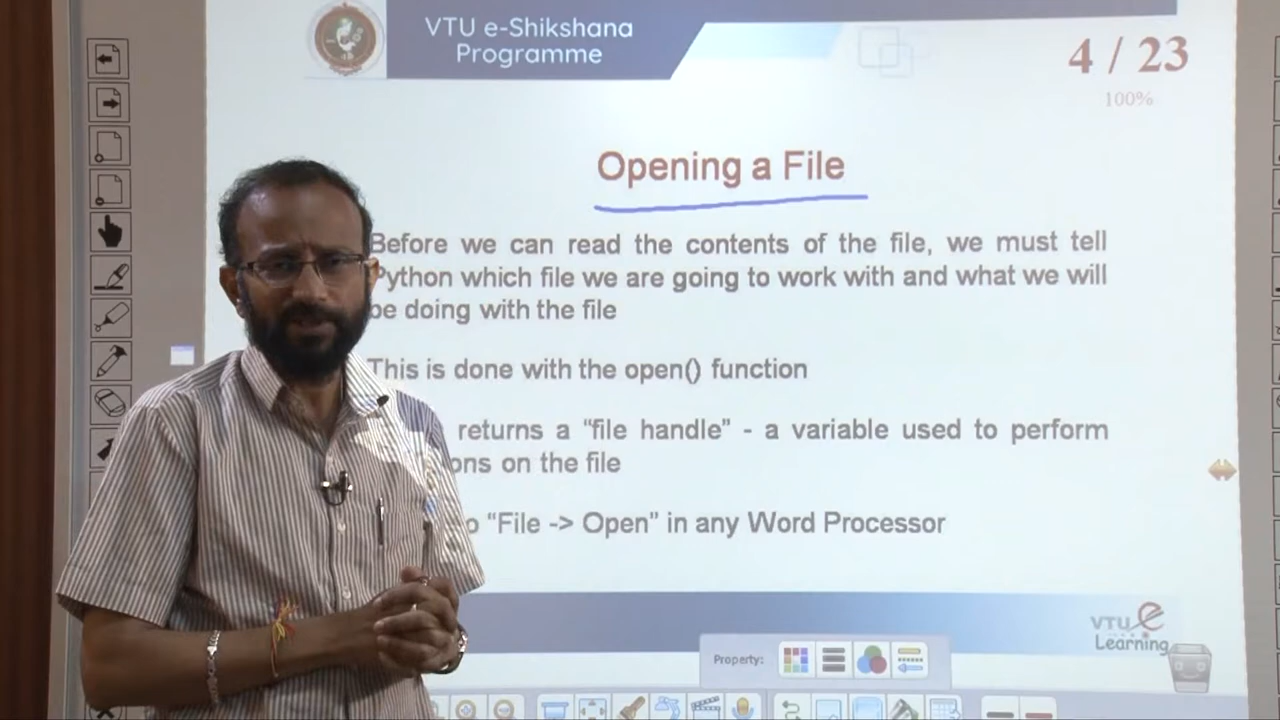 VTU e-Shikshana
Programme
4 / 23
100%
Opening a File
Before we can read the contents of the file, we must tell
Python which file we are going to work with and what we will
be doing with the file
This is done with the open() function
returns a “file handle” - a variable used to perform
on the file
“File -> Open” in any Word Processor
VTU e
Learning
Property: